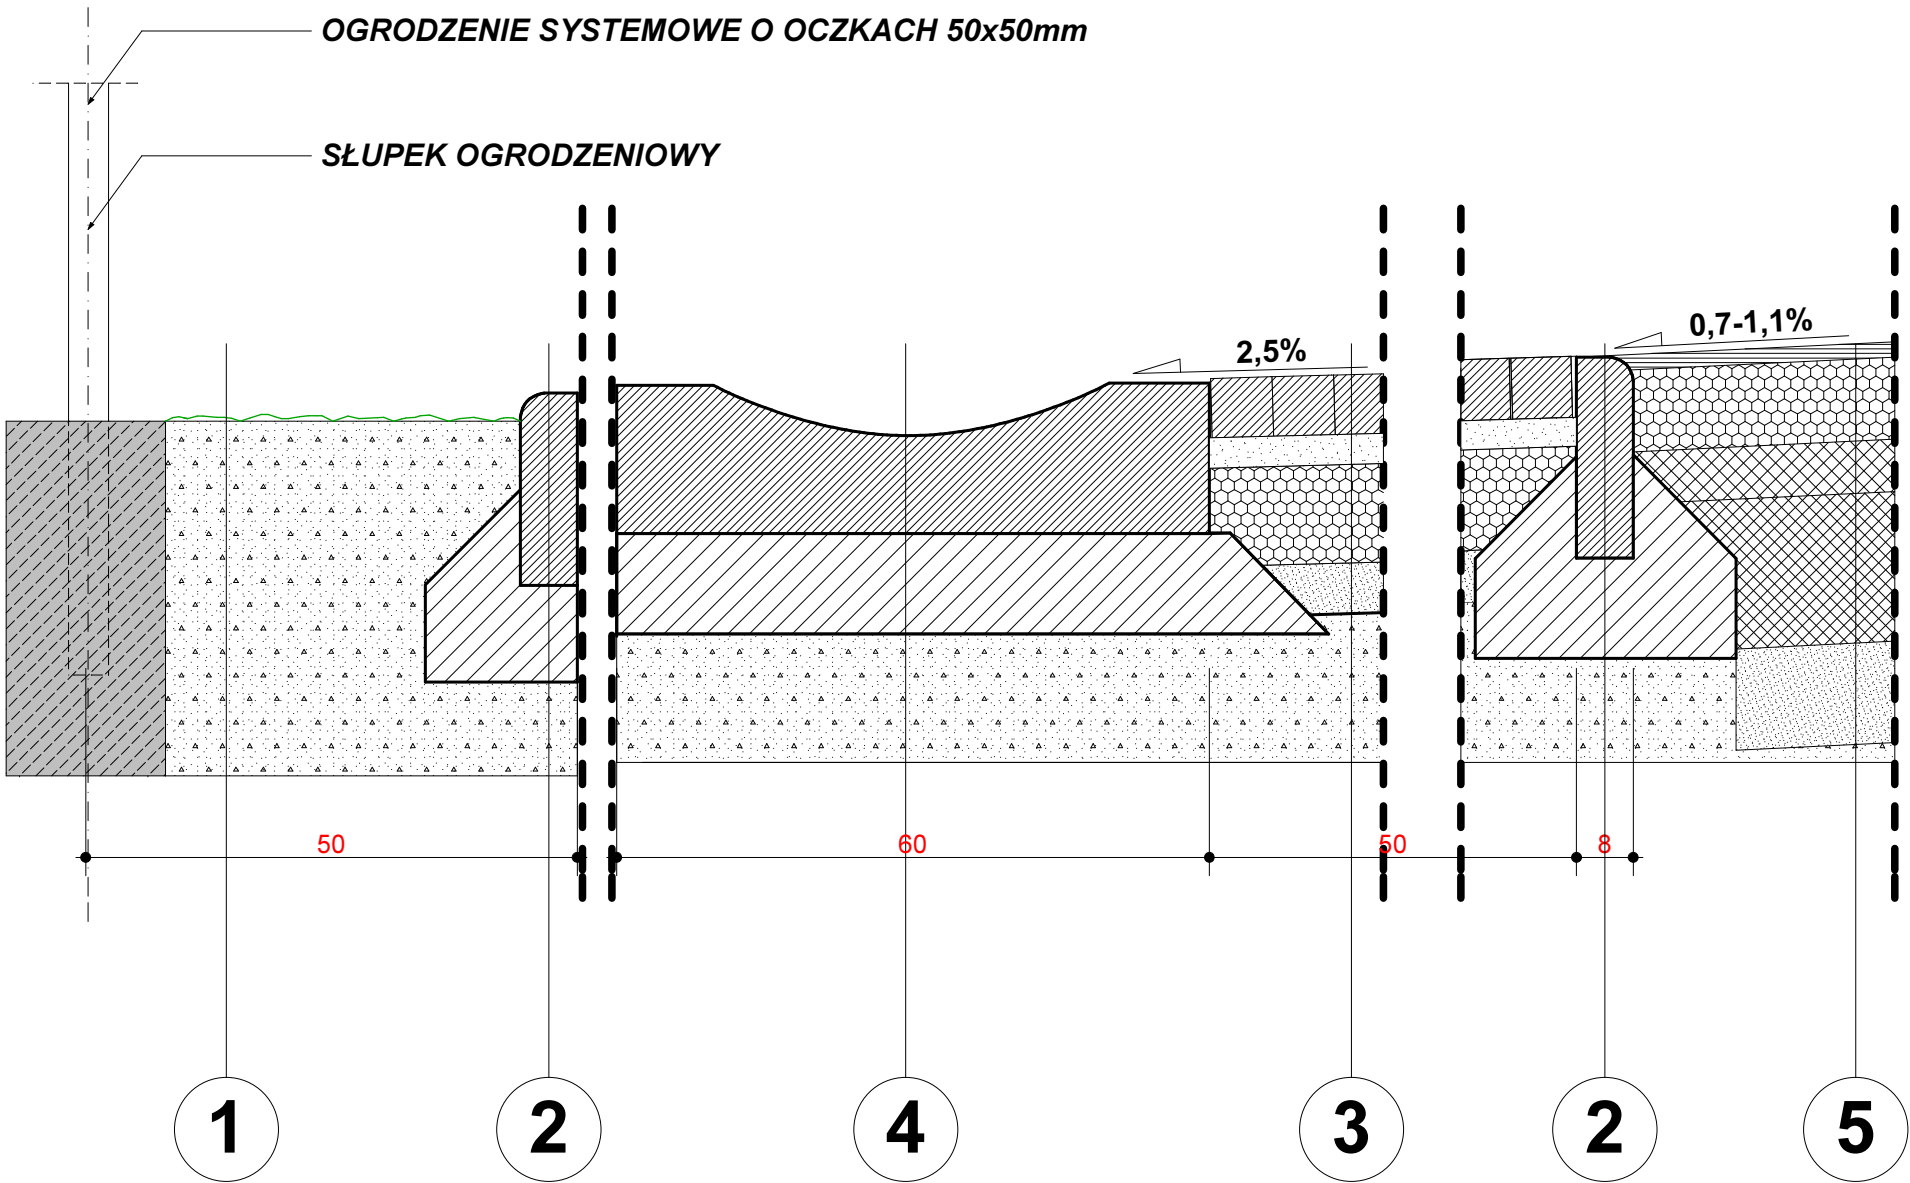 OGRODZENIE SYSTEMOWE O OCZKACH 50x50mm
SŁUPEK OGRODZENIOWY
0,7-1,1%
2,5%
50 60 50 8
1 2 4 3 2 5